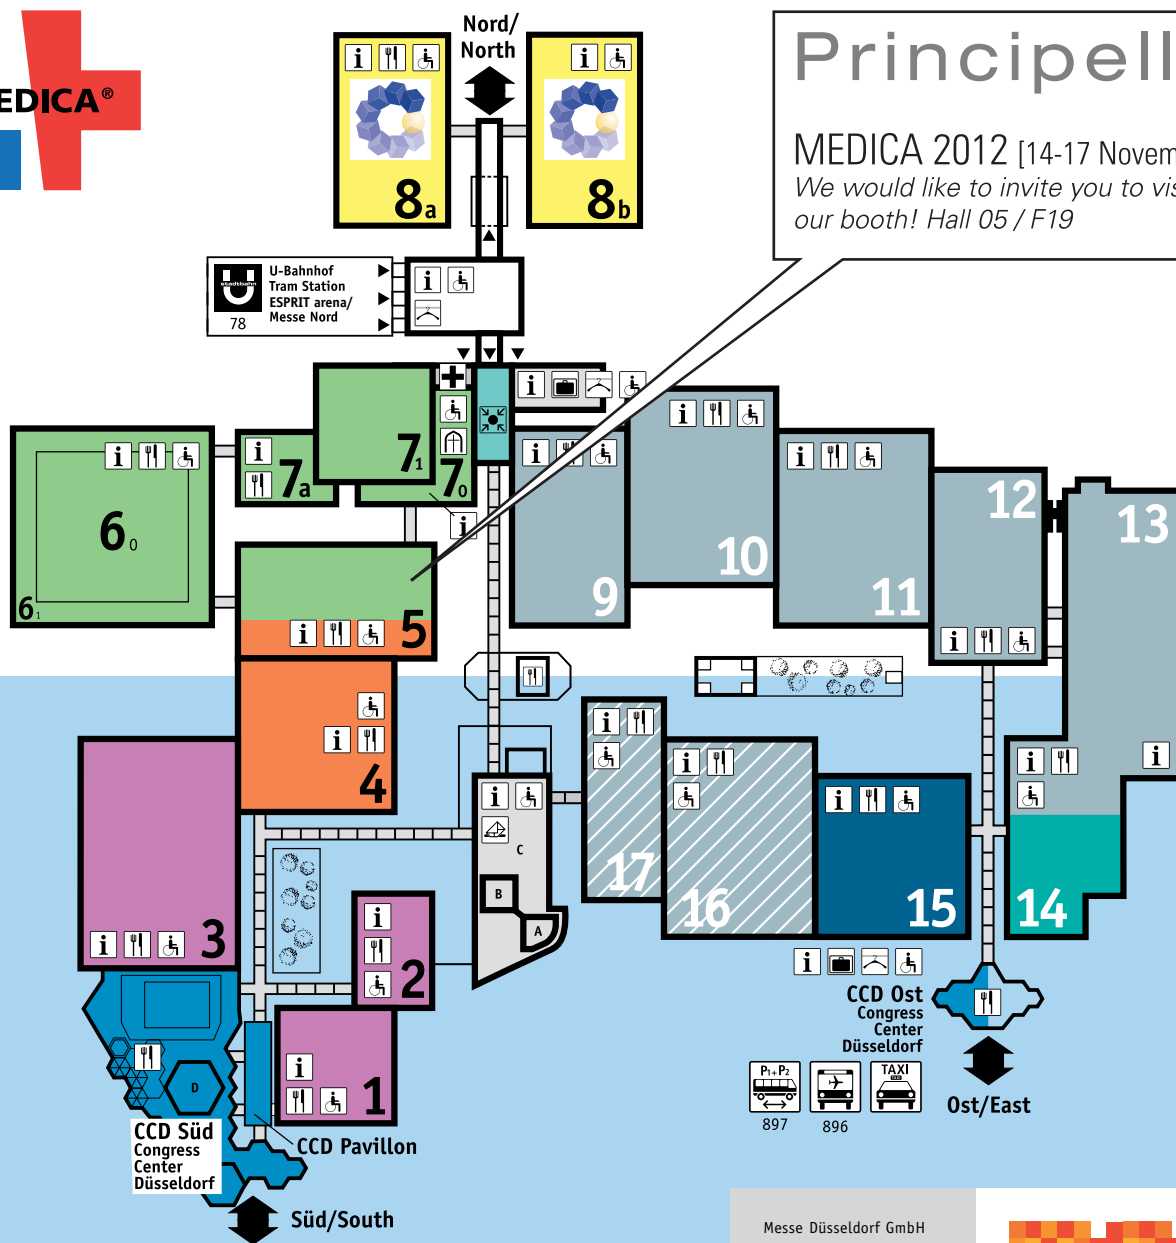 EDICA®
Nord/
North
Principell
MEDICA 2012 [14-17 Novem
We would like to invite you to vis
our booth! Hall 05 / F19
8a
8b
U-Bahnhof
Tram Station
ESPRIT arena/
Messe Nord
stadtbahn
U
78
i
7a
71
70
60
61
5
4
3
2
1
9
10
11
12
13
14
15
16
17
A
B
C
D
CCD Ost
Congress
Center
Düsseldorf
P1+P2
TAXI
TAXI
897
896
Ost/East
CCD Süd
Congress
Center
Düsseldorf
CCD Pavillon
Süd/South
Messe Düsseldorf GmbH